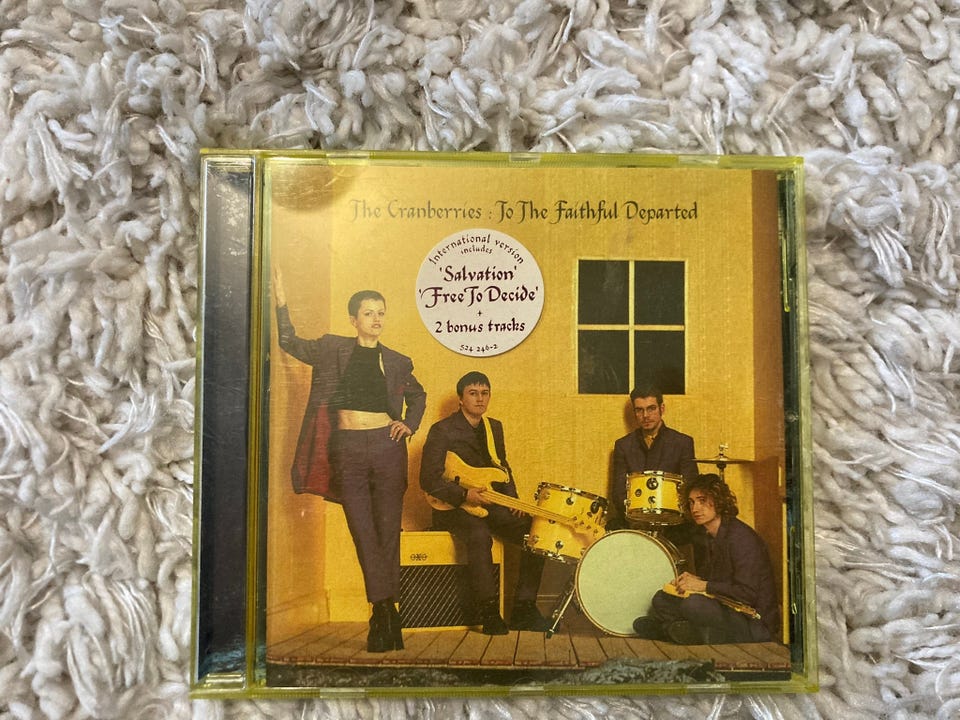 The Cranberries : To The Faithful Departed
International version
includes
'Salvation'
'Free To Decide'
+
2 bonus tracks
524 246-2
OXO